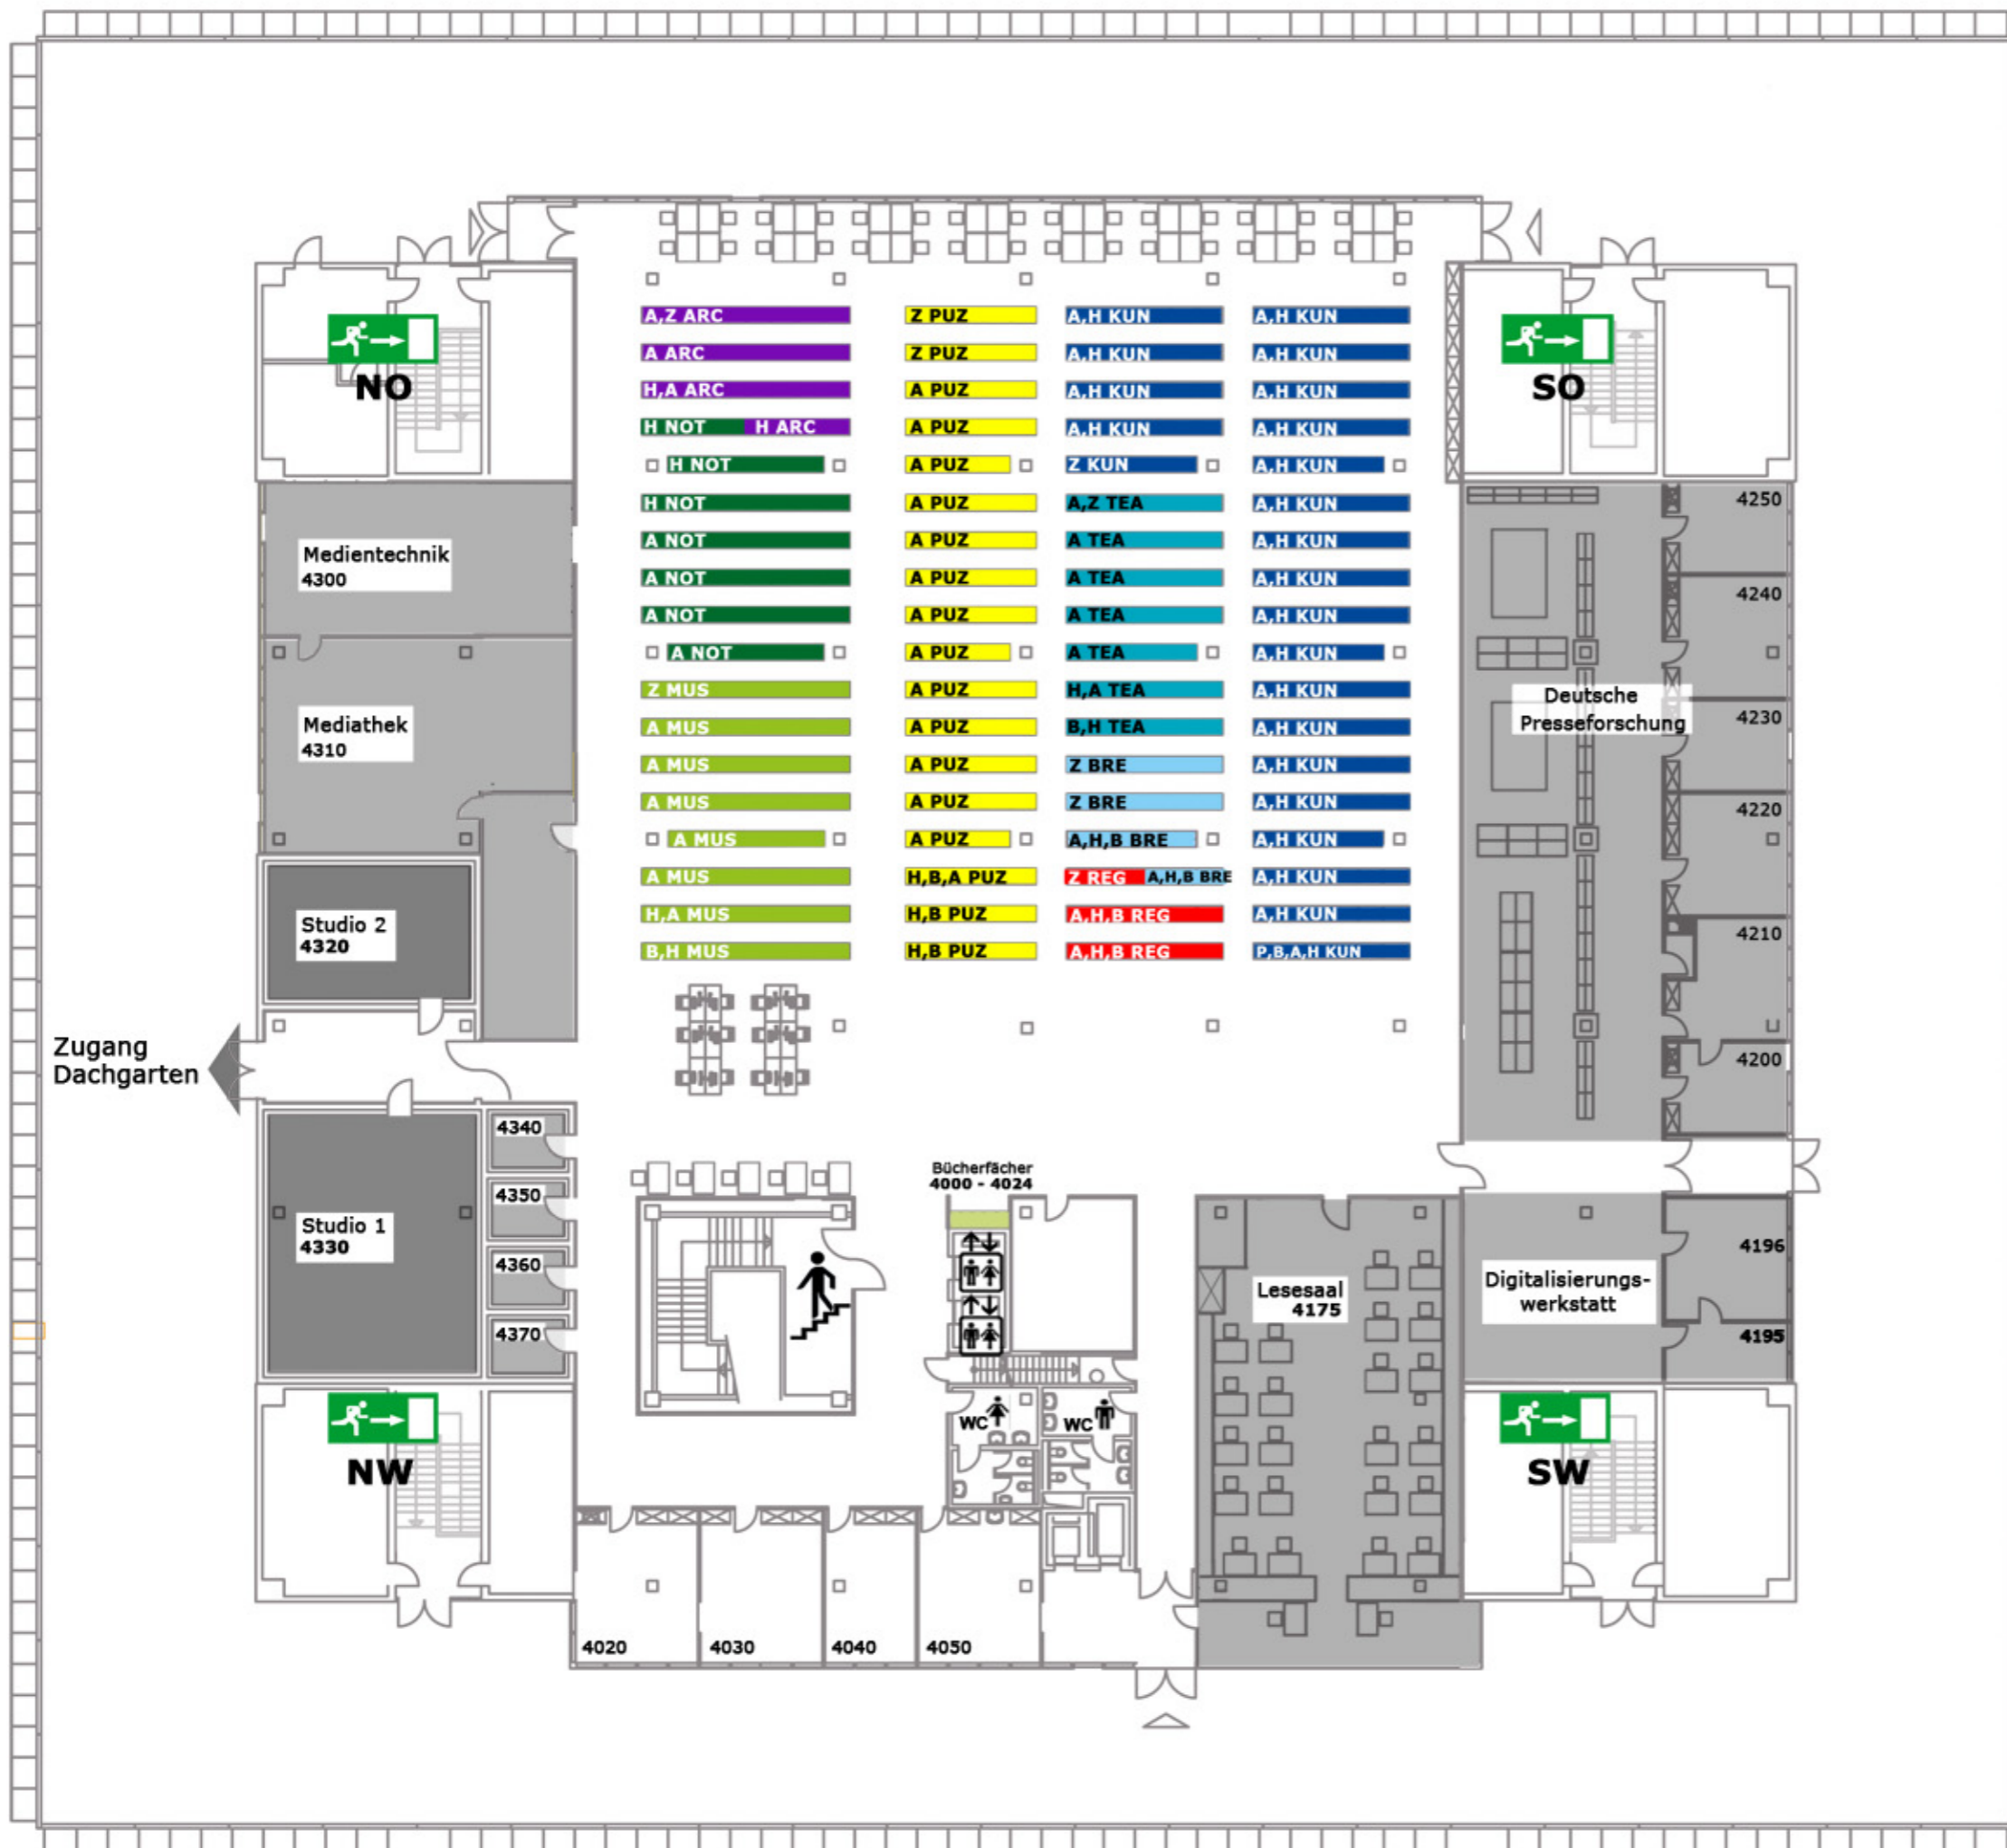 NO
SO
A,Z ARC
Z PUZ
A,H KUN
A,H KUN
A ARC
Z PUZ
A,H KUN
A,H KUN
H,A ARC
A PUZ
A,H KUN
A,H KUN
H NOT
H ARC
A PUZ
A,H KUN
A,H KUN
H NOT
A PUZ
Z KUN
A,H KUN
H NOT
A PUZ
A,Z TEA
A,H KUN
A NOT
A PUZ
A TEA
A,H KUN
A NOT
A PUZ
A TEA
A,H KUN
A NOT
A PUZ
A TEA
A,H KUN
A NOT
A PUZ
A TEA
A,H KUN
Z MUS
A PUZ
H,A TEA
A,H KUN
A MUS
A PUZ
B,H TEA
A,H KUN
A MUS
A PUZ
Z BRE
A,H KUN
A MUS
A PUZ
Z BRE
A,H KUN
A MUS
A PUZ
A,H,B BRE
A,H KUN
A MUS
H,B,A PUZ
Z REG
A,H,B BRE
A,H KUN
H,A MUS
H,B PUZ
A,H,B REG
A,H KUN
B,H MUS
H,B PUZ
A,H,B REG
P,B,A,H KUN
Medientechnik
4300
Mediathek
4310
Studio 2
4320
Zugang
Dachgarten
Studio 1
4330
4340
4350
4360
4370
NW
Deutsche
Presseforschung
4250
4240
4230
4220
4210
4200
Bücherfächer
4000 - 4024
WC
WC
Lesesaal
4175
Digitalisierungs-
werkstatt
4196
4195
SW
4020
4030
4040
4050